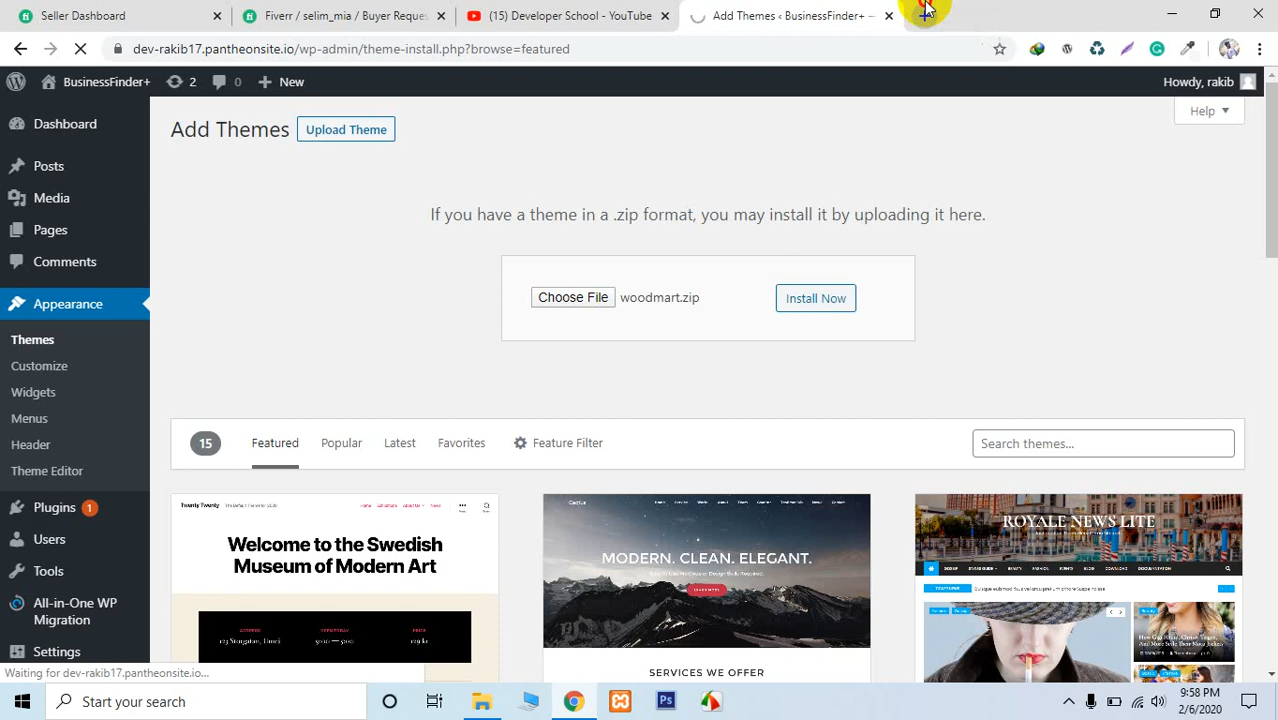 Seller Dashboard
Fiverr / rakib_md17
(15) Developer School - YouTube
Add Themes ‹ BusinessFinder+ —
dev-rakib17.pantheonsite.io/wp-admin/theme-install.php?browse=featured
BusinessFinder+ 2 0 New Howdy, rakib
Help
Dashboard
Posts
Media
Pages
Comments
Appearance
Themes
Customize
Widgets
Menus
Header
Theme Editor
Plugins 1
Users
Tools
All-in-One WP
Migration
Settings
Add Themes Upload Theme
If you have a theme in a .zip format, you may install it by uploading it here.
Choose File woodmart.zip Install Now
15 Featured Popular Latest Favorites Feature Filter Search themes...
Twenty Twenty
Welcome to the Swedish
Museum of Modern Art
MODERN. CLEAN. ELEGANT.
SERVICES WE OFFER
ROYALE NEWS LITE
Waiting for dev-rakib17.pantheonsite.io...
Start your search
9:58 PM
2/6/2020